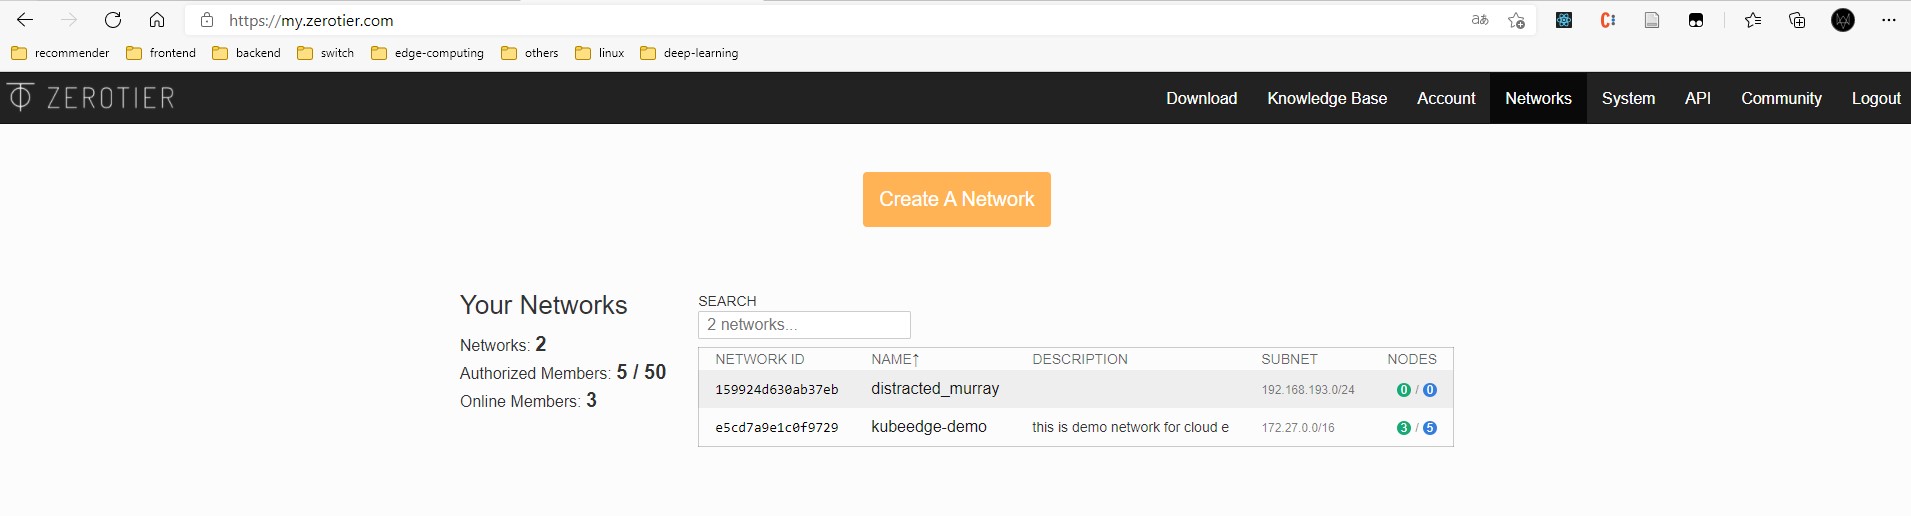 https://my.zerotier.com
aあ
recommender frontend backend switch edge-computing others linux deep-learning
ZEROTIER Download Knowledge Base Account Networks System API Community Logout
Create A Network
Your Networks
Networks: 2
Authorized Members: 5 / 50
Online Members: 3
SEARCH
2 networks...
NETWORK ID NAME↑ DESCRIPTION SUBNET NODES
159924d630ab37eb distracted_murray 192.168.193.0/24 0 / 0
e5cd7a9e1c0f9729 kubeedge-demo this is demo network for cloud e 172.27.0.0/16 3 / 5